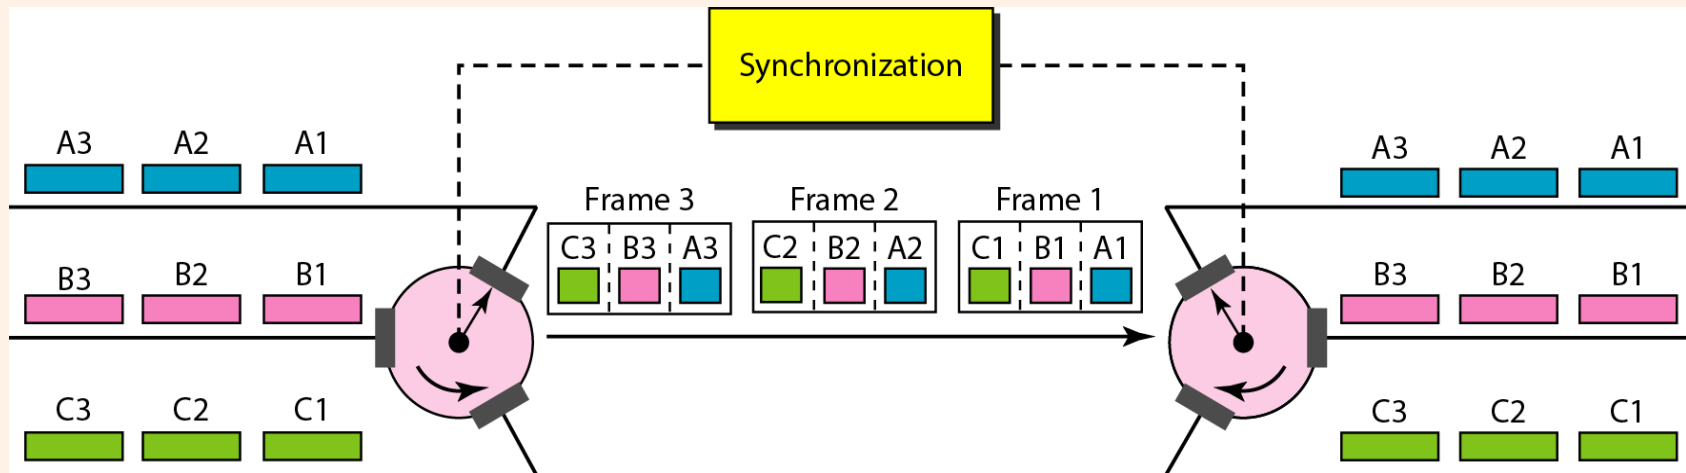 Synchronization
A3 A2 A1
A3 A2 A1
Frame 3 Frame 2 Frame 1
C3 B3 A3 C2 B2 A2 C1 B1 A1
B3 B2 B1
B3 B2 B1
C3 C2 C1
C3 C2 C1